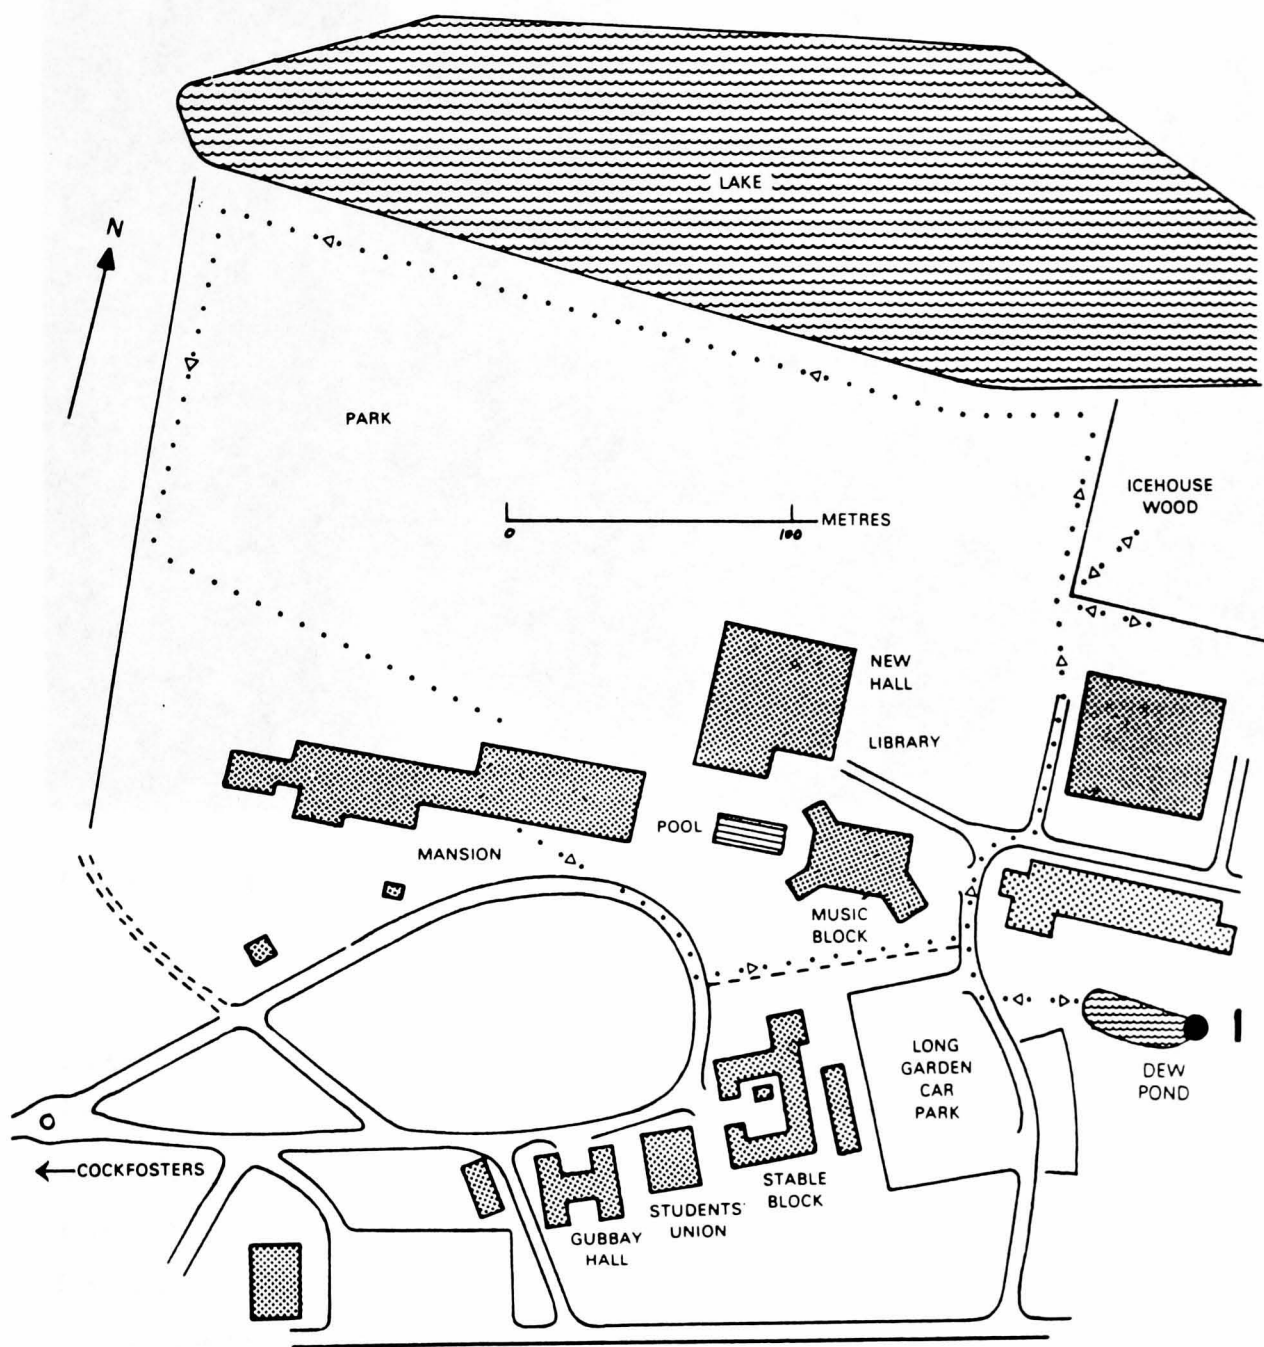 LAKE
N
PARK
ICEHOUSE
WOOD
METRES
0
100
NEW
HALL
LIBRARY
POOL
MANSION
MUSIC
BLOCK
1
LONG
GARDEN
CAR
PARK
DEW
POND
COCKFOSTERS
STABLE
BLOCK
STUDENTS'
UNION
GUBBAY
HALL